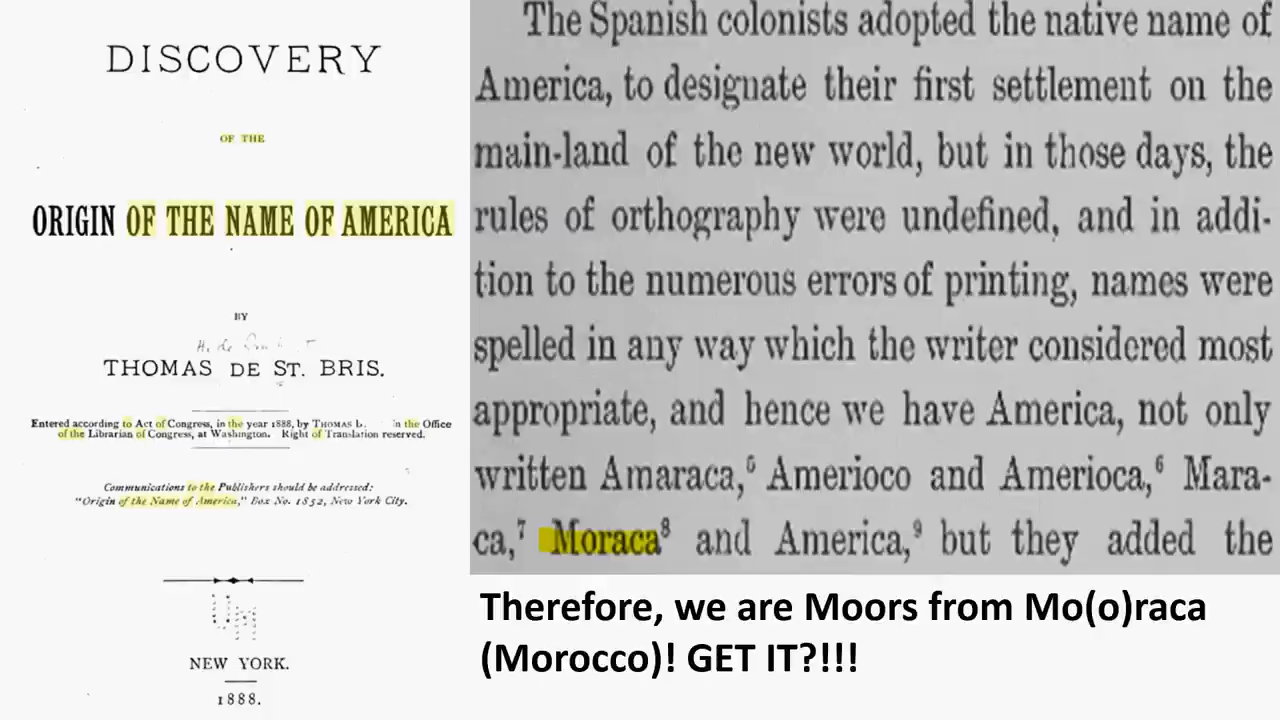 DISCOVERY
OF THE
ORIGIN OF THE NAME OF AMERICA
BY
THOMAS DE ST. BRIS.
Entered according to Act of Congress, in the year 1888, by THOMAS L. in the Office
of the Librarian of Congress, at Washington. Right of Translation reserved.
Communications to the Publishers should be addressed:
"Origin of the Name of America," Box No. 1852, New York City.
NEW YORK.
1888.
The Spanish colonists adopted the native name of
America, to designate their first settlement on the
main-land of the new world, but in those days, the
rules of orthography were undefined, and in addi-
tion to the numerous errors of printing, names were
spelled in any way which the writer considered most
appropriate, and hence we have America, not only
written Amaraca,⁵ Amerioco and Amerioca,⁶ Mara-
ca,⁷ Moraca⁸ and America,⁹ but they added the
Therefore, we are Moors from Mo(o)raca
(Morocco)! GET IT?!!!